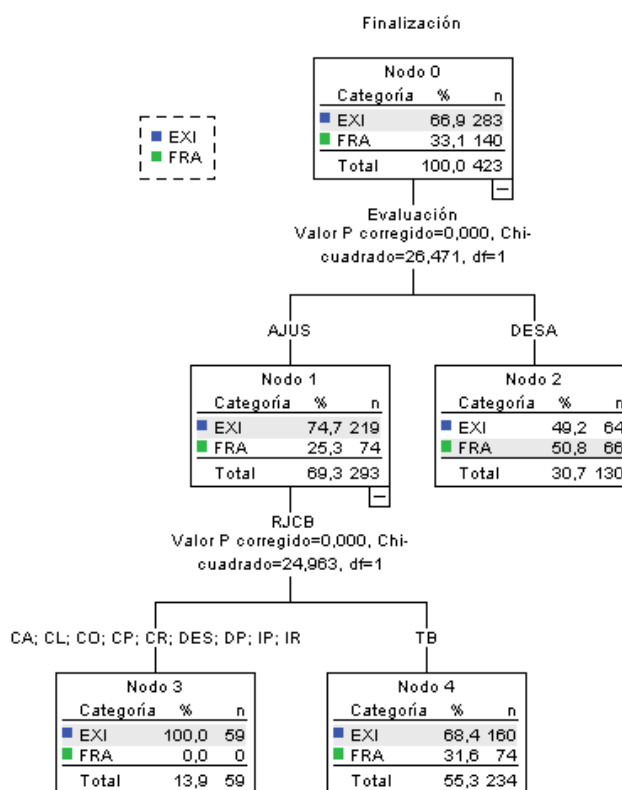 Finalización
Nodo 0
Categoría % n
EXI 66,9 283
FRA 33,1 140
Total 100,0 423
EXI
FRA
Evaluación
Valor P corregido=0,000, Chi-
cuadrado=26,471, df=1
AJUS
DESA
Nodo 1
Categoría % n
EXI 74,7 219
FRA 25,3 74
Total 69,3 293
Nodo 2
Categoría % n
EXI 49,2 64
FRA 50,8 66
Total 30,7 130
RJCB
Valor P corregido=0,000, Chi-
cuadrado=24,963, df=1
CA; CL; CO; CP; CR; DES; DP; IP; IR
TB
Nodo 3
Categoría % n
EXI 100,0 59
FRA 0,0 0
Total 13,9 59
Nodo 4
Categoría % n
EXI 68,4 160
FRA 31,6 74
Total 55,3 234